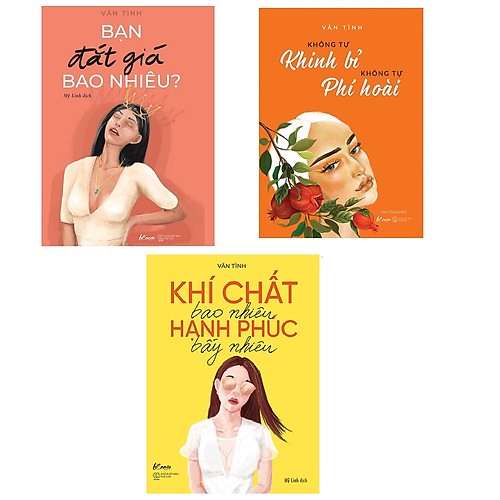 VÃN TÌNH
BẠN
đắt giá
BAO NHIÊU?
Mỹ Linh dịch
VÃN TÌNH
KHÔNG TỰ
Khinh bỉ
KHÔNG TỰ
Phí hoài
VÃN TÌNH
KHÍ CHẤT
bao nhiêu
HẠNH PHÚC
bấy nhiêu
Mỹ Linh dịch